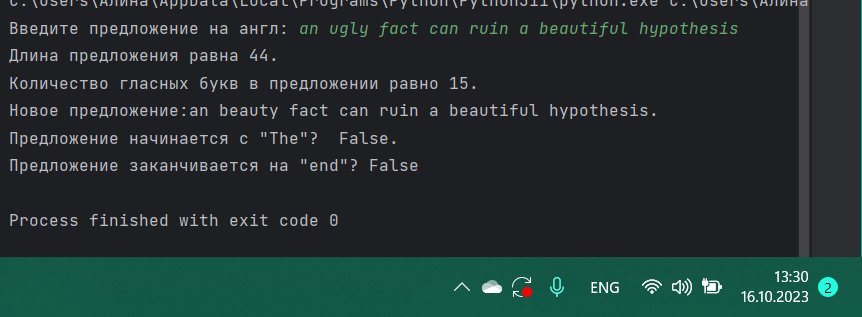 C:\Users\Алина\AppData\Local\Programs\Python\Python311\python.exe C:\Users\Алина
Введите предложение на англ: an ugly fact can ruin a beautiful hypothesis
Длина предложения равна 44.
Количество гласных букв в предложении равно 15.
Новое предложение:an beauty fact can ruin a beautiful hypothesis.
Предложение начинается с "The"?  False.
Предложение заканчивается на "end"? False
Process finished with exit code 0
ENG
13:30
16.10.2023
2